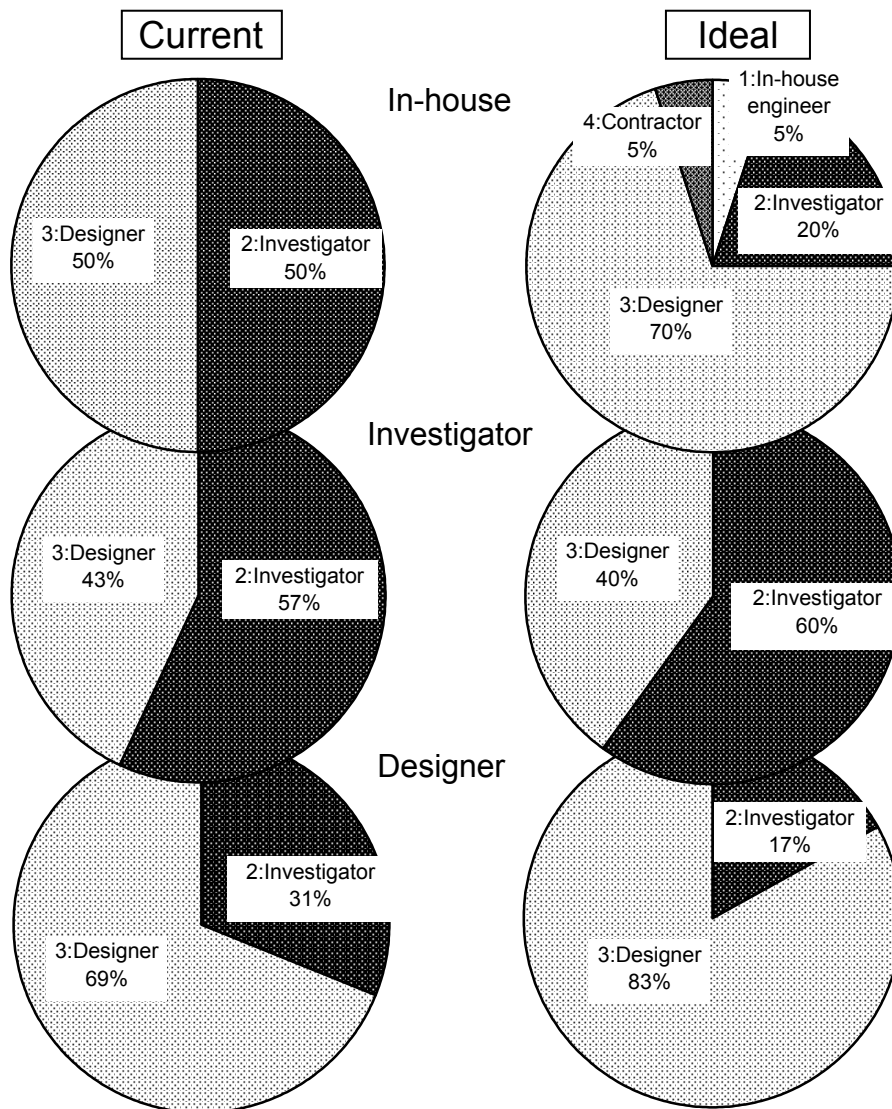 Current
Ideal
In-house
3:Designer
50%
2:Investigator
50%
1:In-house
engineer
5%
4:Contractor
5%
2:Investigator
20%
3:Designer
70%
Investigator
3:Designer
43%
2:Investigator
57%
3:Designer
40%
2:Investigator
60%
Designer
3:Designer
69%
2:Investigator
31%
2:Investigator
17%
3:Designer
83%